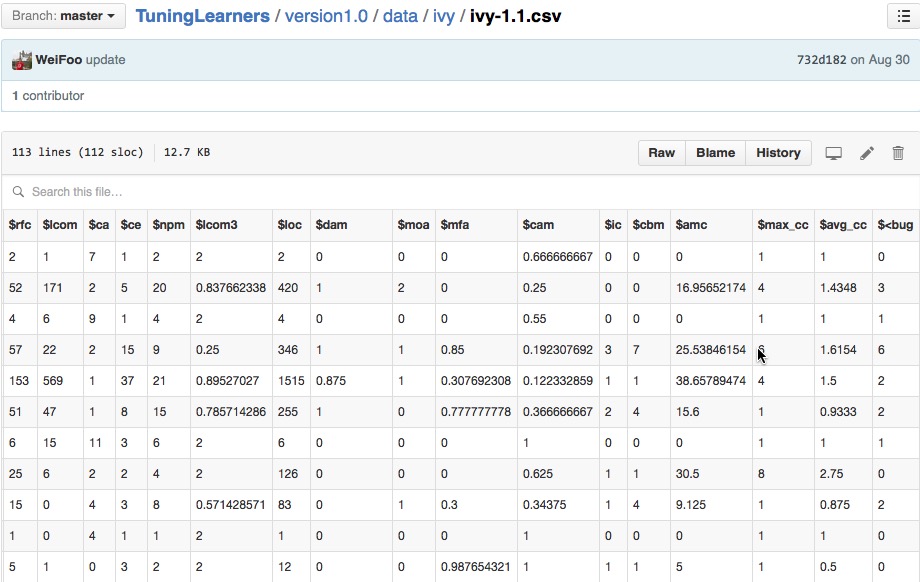 Branch: master TuningLearners / version1.0 / data / ivy / ivy-1.1.csv
WeiFoo update 732d182 on Aug 30
1 contributor
113 lines (112 sloc) 12.7 KB Raw Blame History
Search this file…
$rfc $lcom $ca $ce $npm $lcom3 $loc $dam $moa $mfa $cam $ic $cbm $amc $max_cc $avg_cc $<bug
2 1 7 1 2 2 2 0 0 0 0.666666667 0 0 0 1 1 0
52 171 2 5 20 0.837662338 420 1 2 0 0.25 0 0 16.95652174 4 1.4348 3
4 6 9 1 4 2 4 0 0 0 0.55 0 0 0 1 1 1
57 22 2 15 9 0.25 346 1 1 0.85 0.192307692 3 7 25.53846154 1.6154 6
153 569 1 37 21 0.89527027 1515 0.875 1 0.307692308 0.122332859 1 1 38.65789474 4 1.5 2
51 47 1 8 15 0.785714286 255 1 0 0.777777778 0.366666667 2 4 15.6 1 0.9333 2
6 15 11 3 6 2 6 0 0 0 1 0 0 0 1 1 1
25 6 2 2 4 2 126 0 0 0 0.625 1 1 30.5 8 2.75 0
15 0 4 3 8 0.571428571 83 0 1 0.3 0.34375 1 4 9.125 1 0.875 2
1 0 4 1 1 2 1 0 0 0 1 0 0 0 1 1 0
5 1 0 3 2 2 12 0 0 0.987654321 1 1 1 5 1 0.5 0